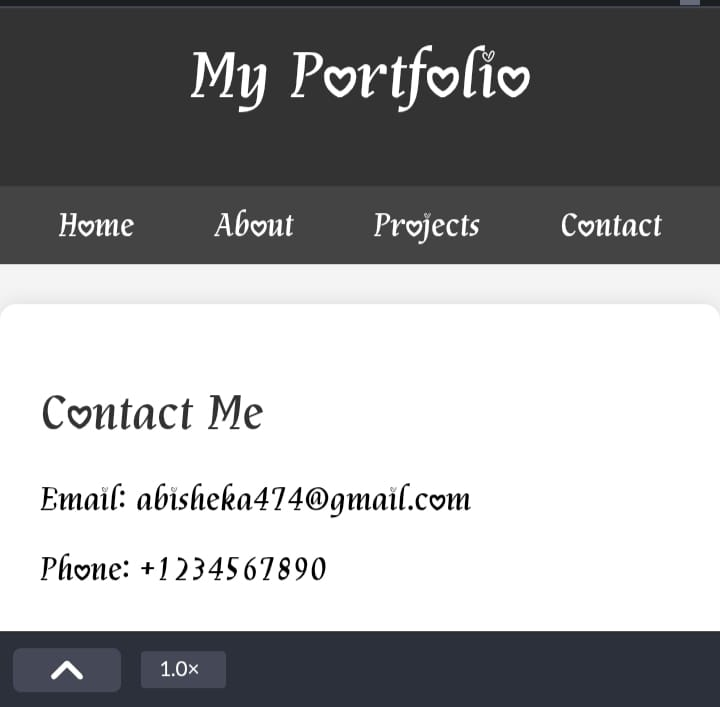 My Portfolio
Home About Projects Contact
Contact Me
Email: abisheka474@gmail.com
Phone: +1234567890
1.0×